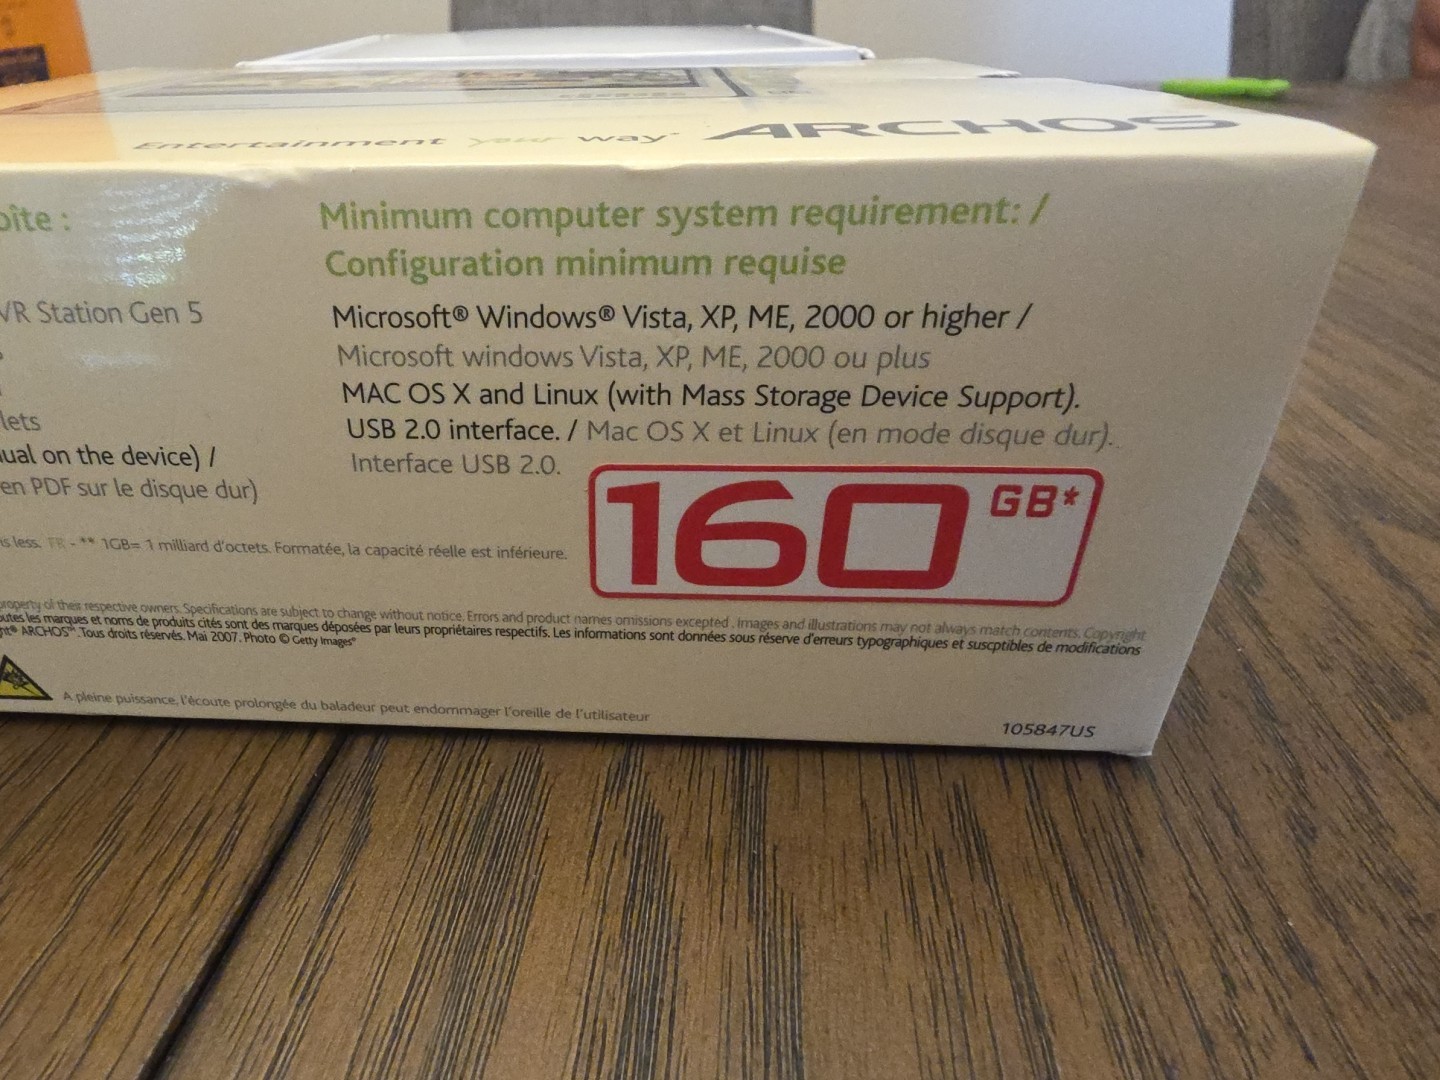 Entertainment your way· ARCHOS
oîte :
VR Station Gen 5
lets
ual on the device) /
en PDF sur le disque dur)
Minimum computer system requirement: /
Configuration minimum requise
Microsoft® Windows® Vista, XP, ME, 2000 or higher /
Microsoft windows Vista, XP, ME, 2000 ou plus
MAC OS X and Linux (with Mass Storage Device Support).
USB 2.0 interface. / Mac OS X et Linux (en mode disque dur).
Interface USB 2.0.
160 GB*
is less. FR - ** 1GB= 1 milliard d'octets. Formatée, la capacité réelle est inférieure.
property of their respective owners. Specifications are subject to change without notice. Errors and product names omissions excepted . Images and illustrations may not always match contents. Copyright
outes les marques et noms de produits cités sont des marques déposées par leurs propriétaires respectifs. Les informations sont données sous réserve d'erreurs typographiques et suscptibles de modifications
ht® ARCHOS™. Tous droits réservés. Mai 2007. Photo © Getty Images®
A pleine puissance, l'écoute prolongée du baladeur peut endommager l'oreille de l'utilisateur
105847US